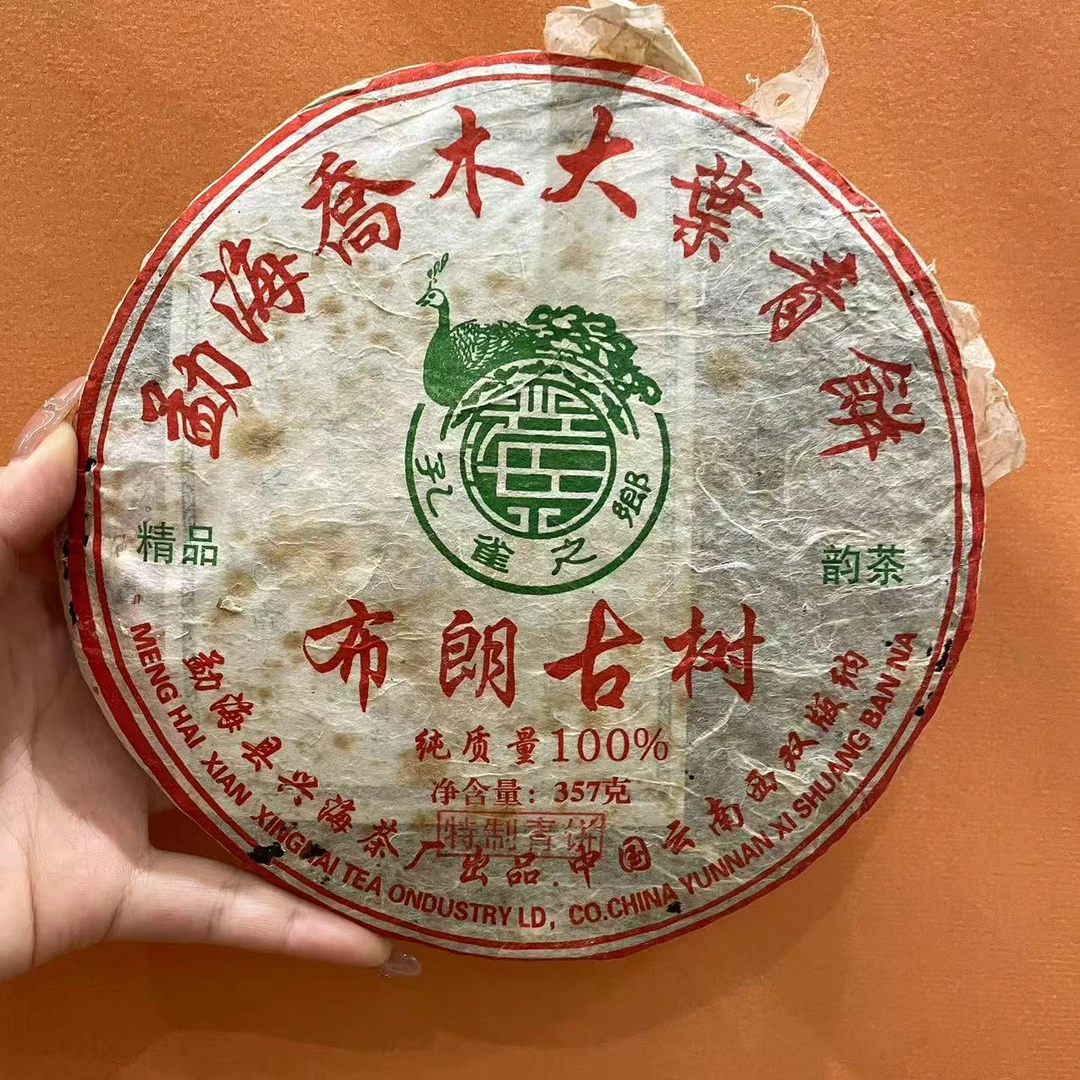 勐海喬木大葉青餅
孔雀之鄉
精品
韵茶
布朗古树
纯质量100%
净含量：357克
特制青饼
勐海县兴海茶厂出品.中国云南西双版纳
MENG HAI XIAN XINGHAI TEA ONDUSTRY LD, CO.CHINA YUNNAN XI SHUANG BAN NA